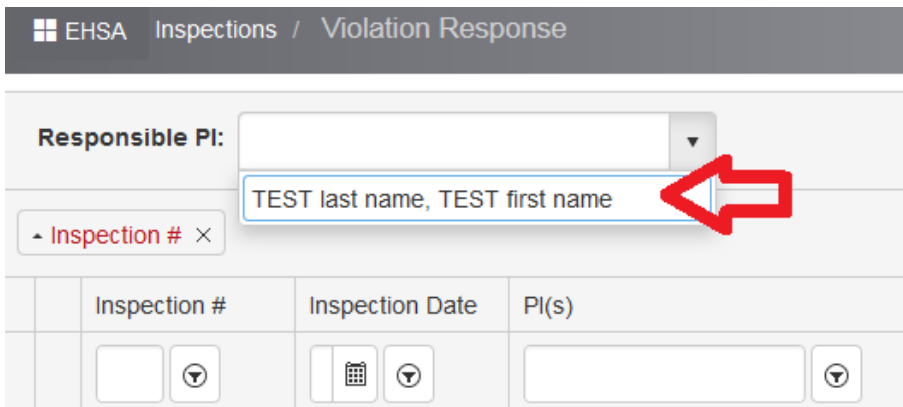 EHSA Inspections / Violation Response
Responsible PI:
TEST last name, TEST first name
Inspection # ×
Inspection # Inspection Date PI(s)